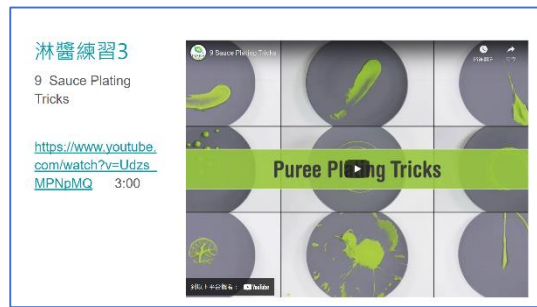 淋醬練習3
9 Sauce Plating
Tricks
https://www.youtube.
com/watch?v=Udzs_
MPNpMQ 3:00
9 Sauce Plating Tricks
Puree Plating Tricks
YouTube